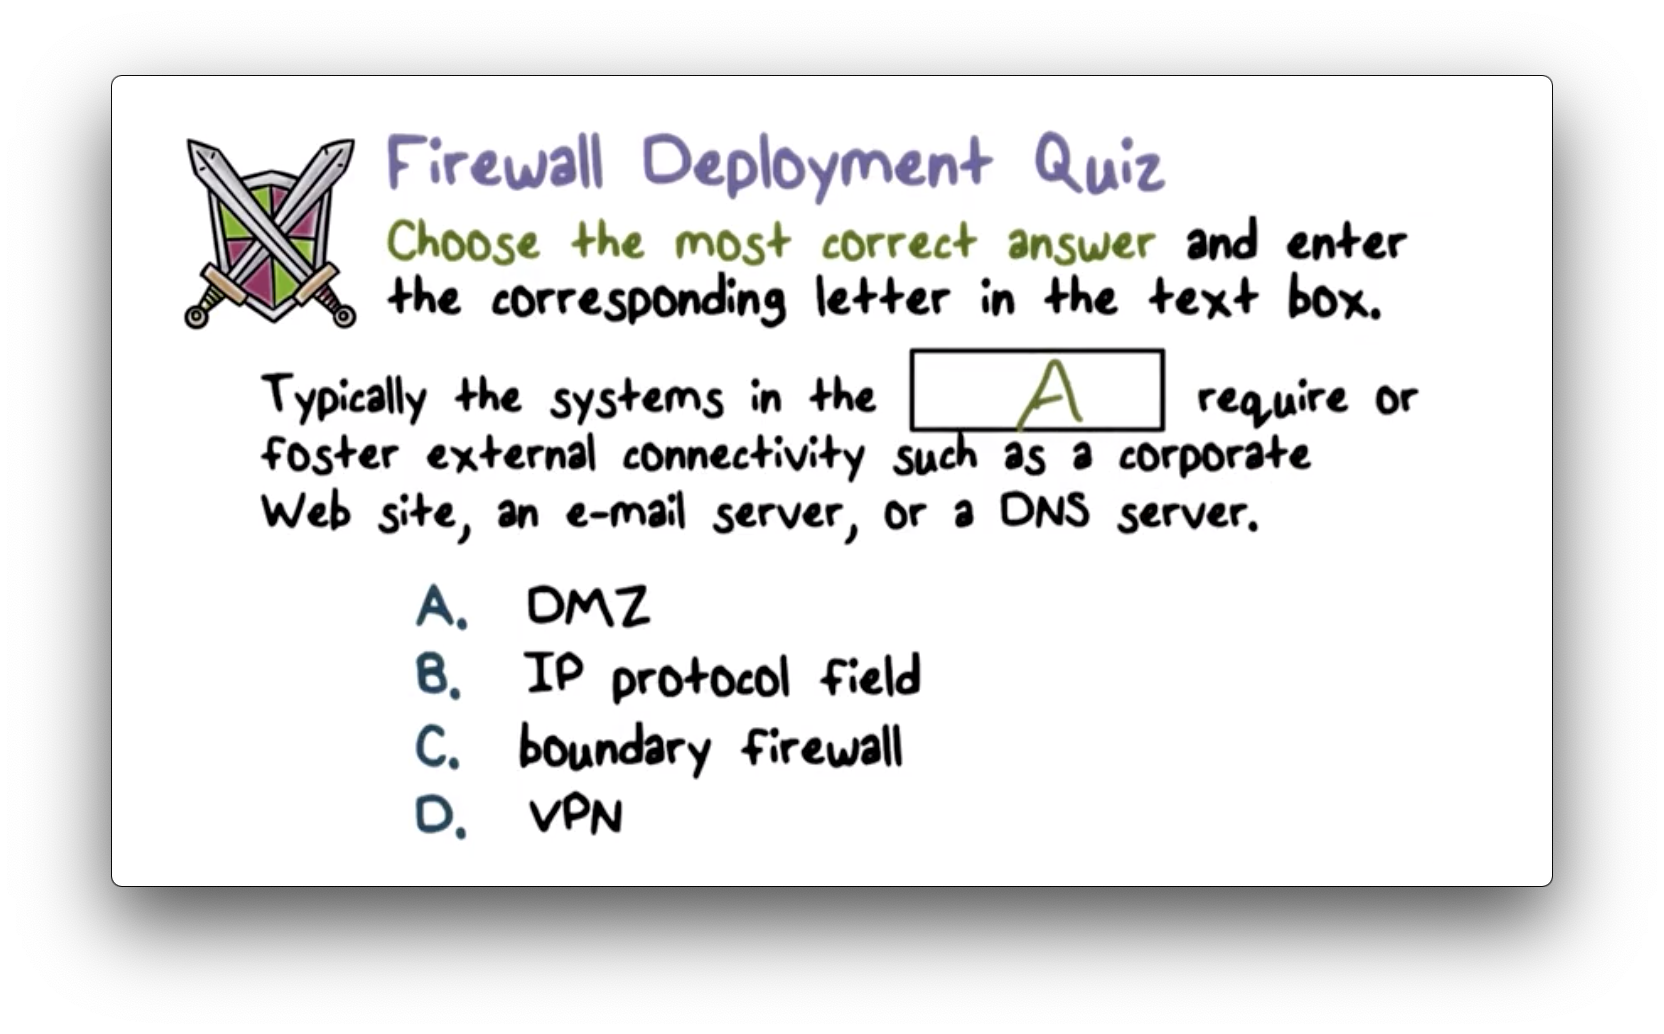 Firewall Deployment Quiz
Choose the most correct answer and enter
the corresponding letter in the text box.
Typically the systems in the A require or
foster external connectivity such as a corporate
Web site, an e-mail server, or a DNS server.
A. DMZ
B. IP protocol field
C. boundary firewall
D. VPN